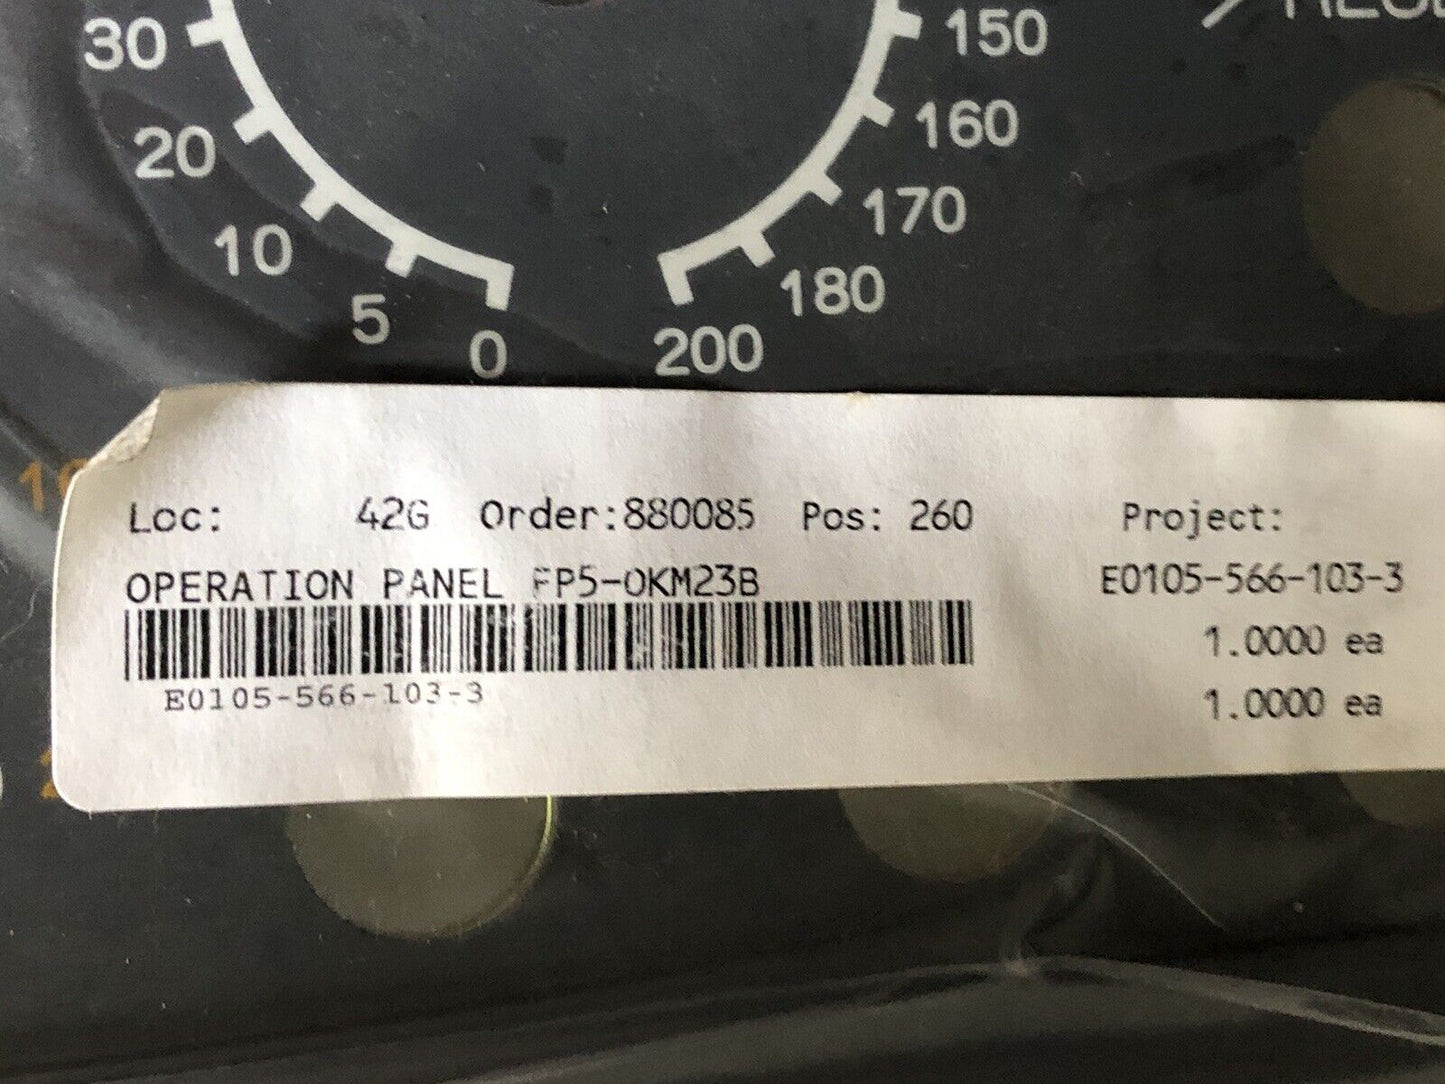 30 150
20 160
10 170
5 180
0 200
Loc: 42G Order:880085 Pos: 260 Project:
OPERATION PANEL FP5-0KM23B E0105-566-103-3
1.0000 ea
E0105-566-103-3 1.0000 ea